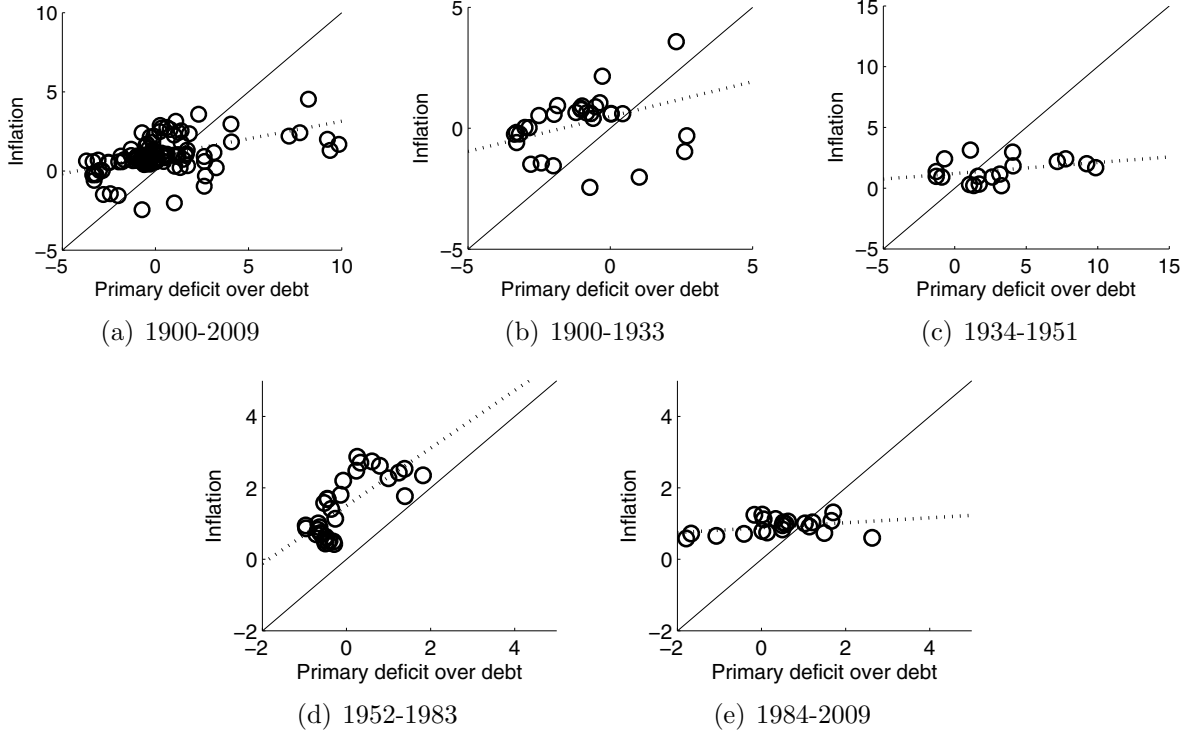 10
5
0
−5
−5
0
5
10
Inflation
Primary deficit over debt
(a) 1900-2009
5
0
−5
−5
0
5
Inflation
Primary deficit over debt
(b) 1900-1933
15
10
5
0
−5
−5
0
5
10
15
Inflation
Primary deficit over debt
(c) 1934-1951
4
2
0
−2
−2
0
2
4
Inflation
Primary deficit over debt
(d) 1952-1983
4
2
0
−2
−2
0
2
4
Inflation
Primary deficit over debt
(e) 1984-2009